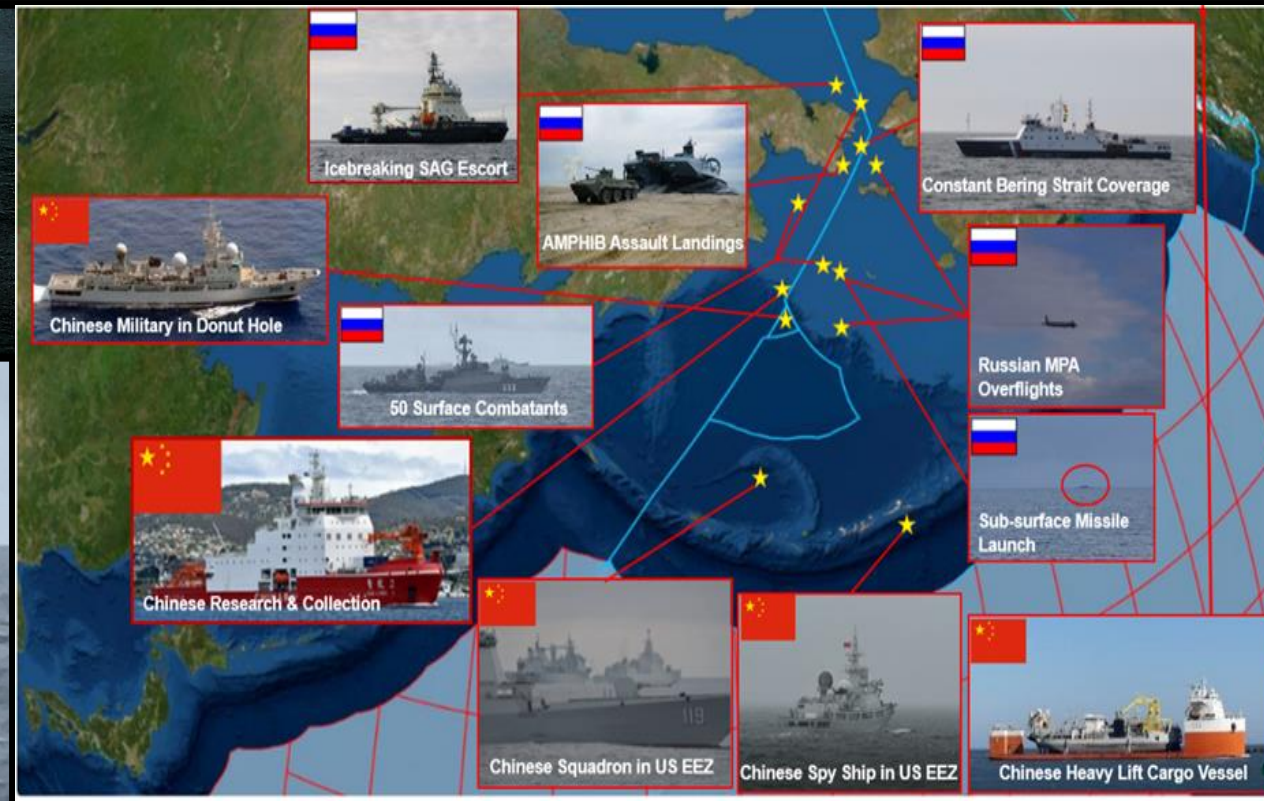 Icebreaking SAG Escort
Constant Bering Strait Coverage
AMPHIB Assault Landings
Chinese Military in Donut Hole
50 Surface Combatants
Russian MPA
Overflights
Sub-surface Missile
Launch
Chinese Research & Collection
119
Chinese Squadron in US EEZ
Chinese Spy Ship in US EEZ
Chinese Heavy Lift Cargo Vessel